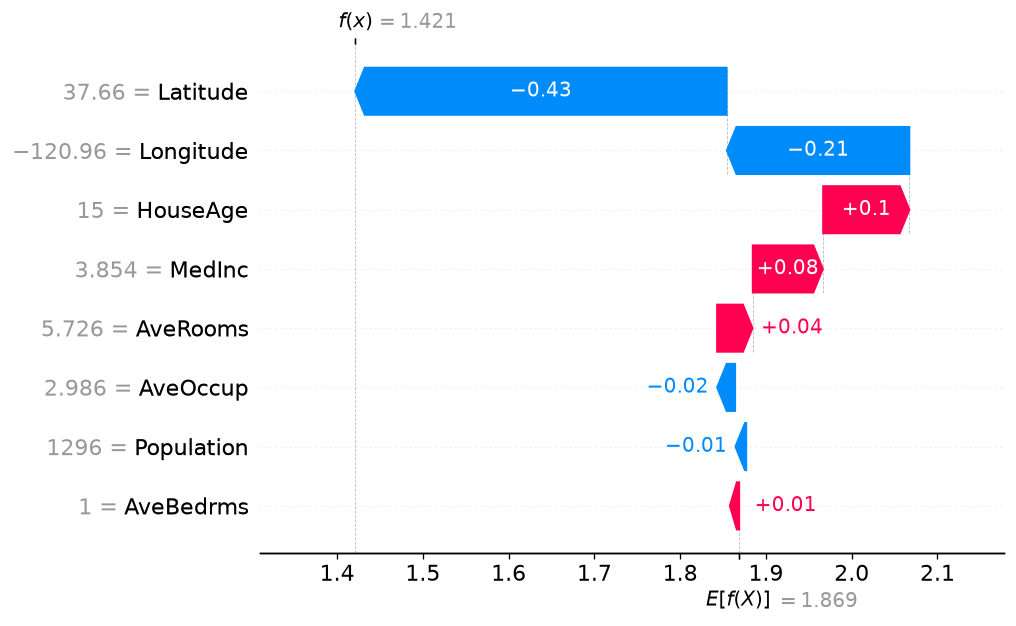 f(x) = 1.421
37.66 = Latitude
−0.43
−120.96 = Longitude
−0.21
15 = HouseAge
+0.1
3.854 = MedInc
+0.08
5.726 = AveRooms
+0.04
2.986 = AveOccup
−0.02
1296 = Population
−0.01
1 = AveBedrms
+0.01
1.4 1.5 1.6 1.7 1.8 1.9 2.0 2.1
E[f(X)] = 1.869